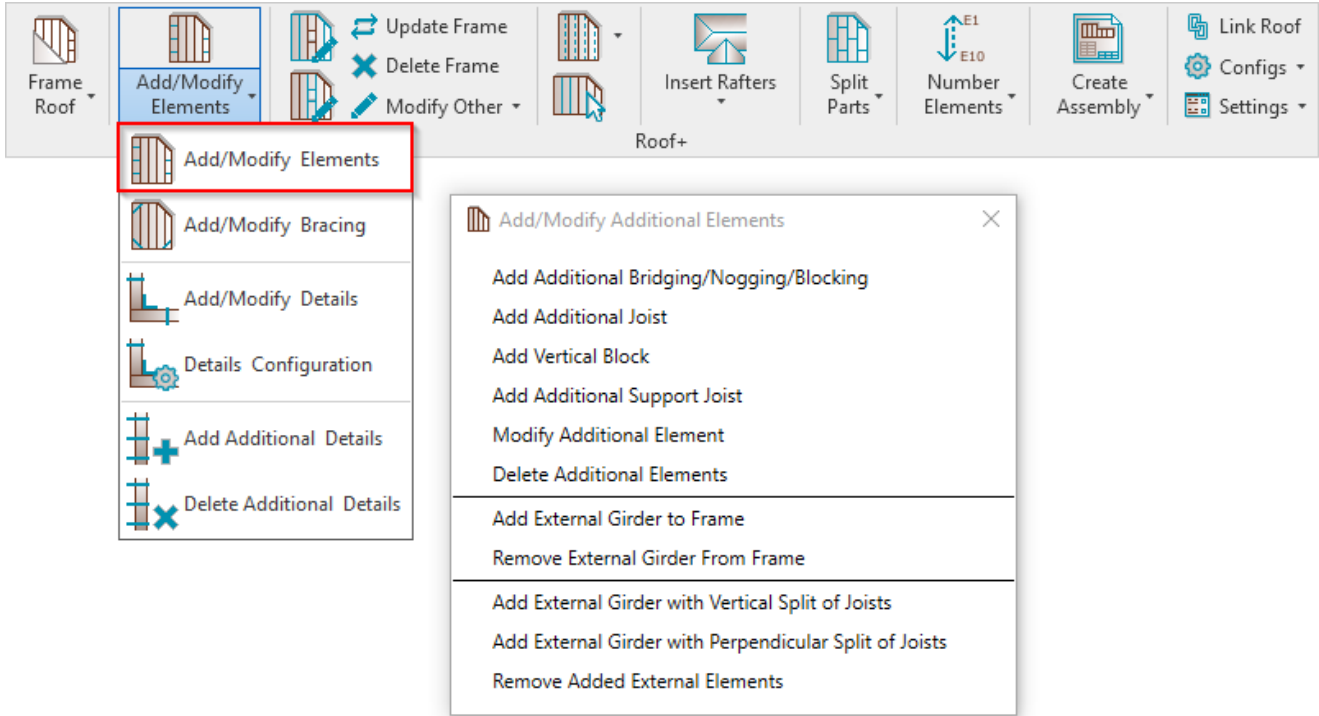 Frame
Roof
Add/Modify
Elements
Update Frame
Delete Frame
Modify Other
Insert Rafters
Split
Parts
E1
E10
Number
Elements
Create
Assembly
Link Roof
Configs
Settings
Roof+
Add/Modify Elements
Add/Modify Bracing
Add/Modify Details
Details Configuration
Add Additional Details
Delete Additional Details
Add/Modify Additional Elements
Add Additional Bridging/Nogging/Blocking
Add Additional Joist
Add Vertical Block
Add Additional Support Joist
Modify Additional Element
Delete Additional Elements
Add External Girder to Frame
Remove External Girder From Frame
Add External Girder with Vertical Split of Joists
Add External Girder with Perpendicular Split of Joists
Remove Added External Elements